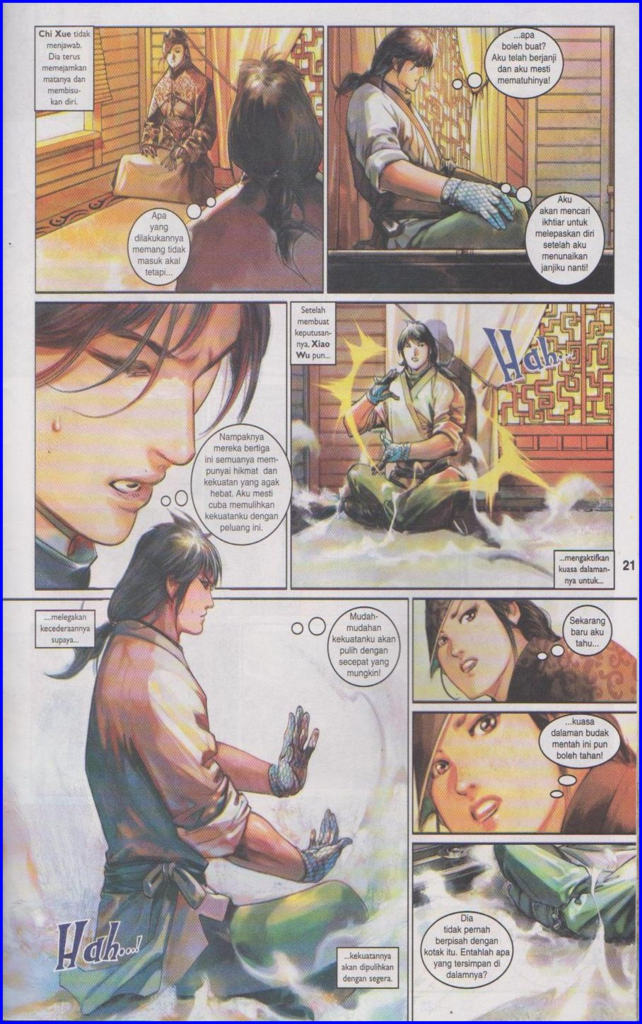 Chi Xue tidak
menjawab.
Dia terus
memejamkan
matanya dan
membisu-
kan diri.
Apa
yang
dilakukannya
memang tidak
masuk akal
tetapi...
...apa
boleh buat?
Aku telah berjanji
dan aku mesti
mematuhinya!
Aku
akan mencari
ikhtiar untuk
melepaskan diri
setelah aku
menunaikan
janjiku nanti!
Nampaknya
mereka bertiga
ini semuanya mem-
punyai hikmat dan
kekuatan yang agak
hebat. Aku mesti
cuba memulihkan
kekuatanku dengan
peluang ini.
Setelah
membuat
keputusan-
nya, Xiao
Wu pun...
Hah...
...mengaktifkan
kuasa dalaman-
nya untuk...
21
...melegakan
kecederaannya
supaya...
Mudah-
mudahan
kekuatanku akan
pulih dengan
secepat yang
mungkin!
Hah...!
...kekuatannya
akan dipulihkan
dengan segera.
Sekarang
baru aku
tahu...
...kuasa
dalaman budak
mentah ini pun
boleh tahan!
Dia
tidak pernah
berpisah dengan
kotak itu. Entahlah apa
yang tersimpan di
dalamnya?